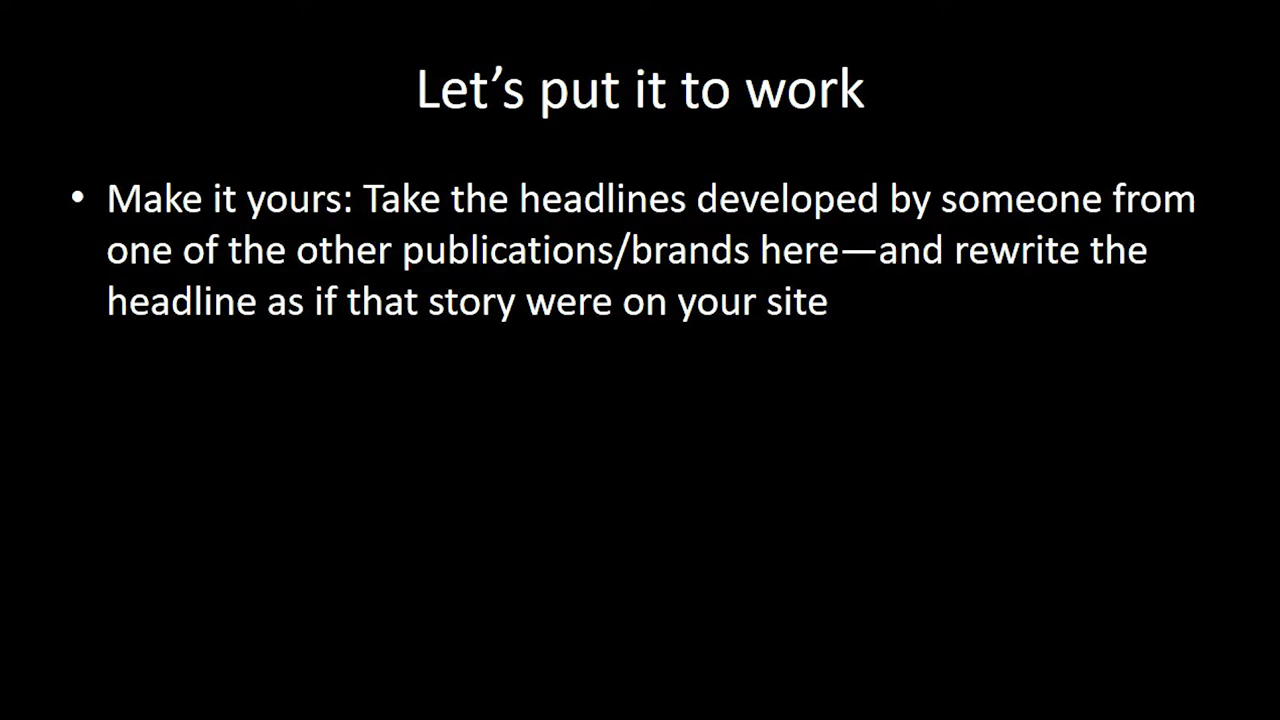 Let’s put it to work
• Make it yours: Take the headlines developed by someone from
one of the other publications/brands here—and rewrite the
headline as if that story were on your site